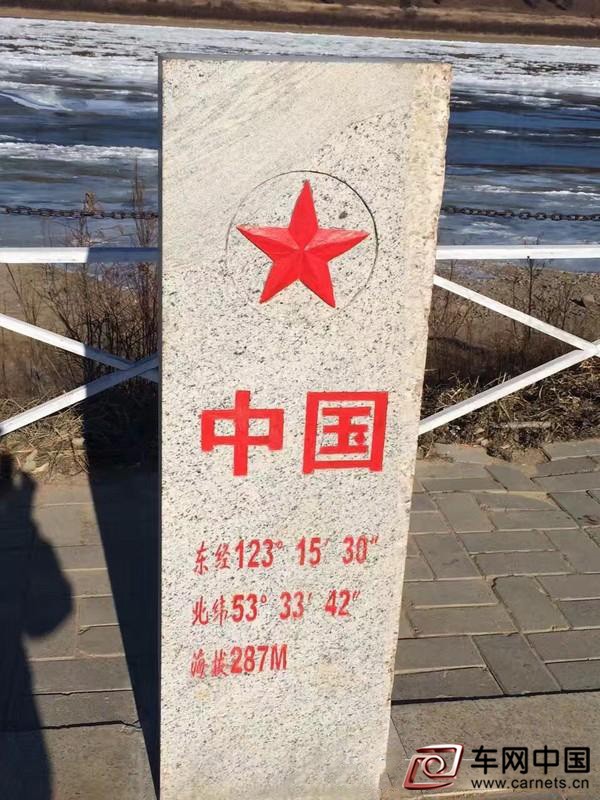 中国
东经123° 15′ 30″
北纬53° 33′ 42″
海拔287M
车网中国
www.carnets.cn